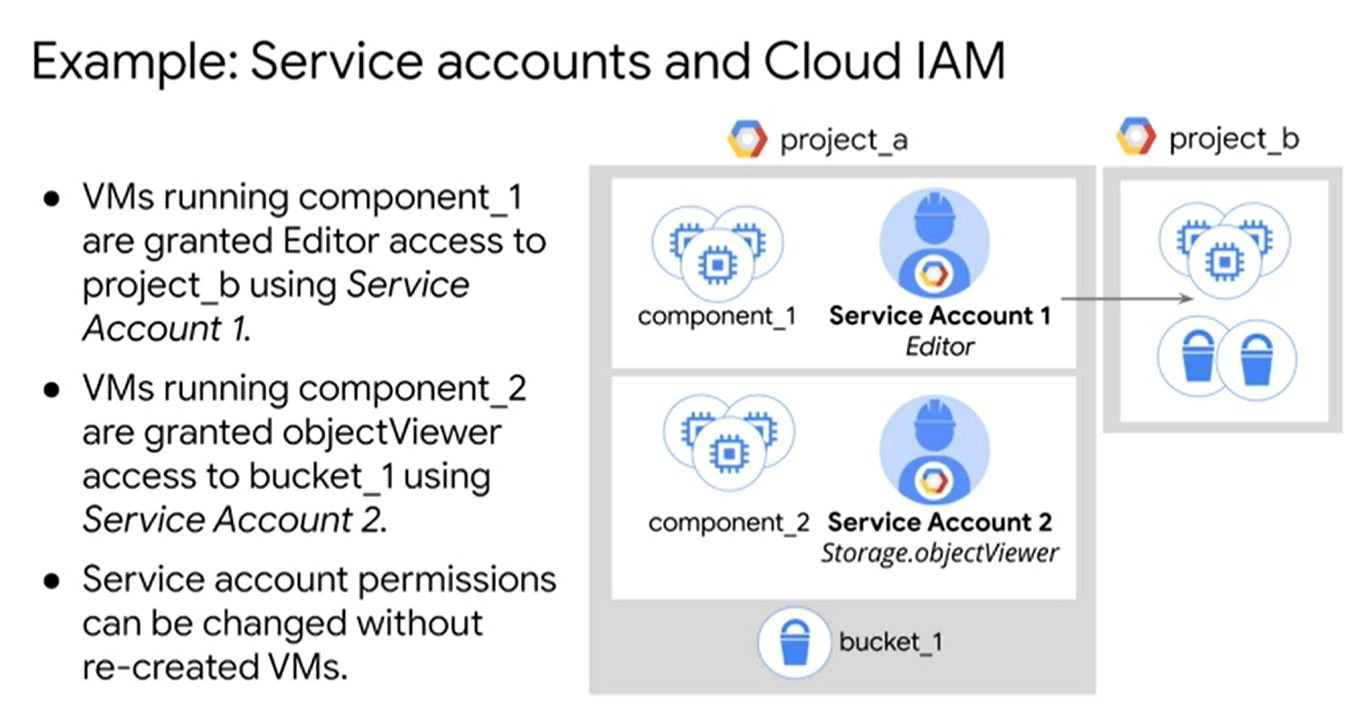 Example: Service accounts and Cloud IAM
● VMs running component_1
are granted Editor access to
project_b using Service
Account 1.
● VMs running component_2
are granted objectViewer
access to bucket_1 using
Service Account 2.
● Service account permissions
can be changed without
re-created VMs.
project_a
project_b
component_1
Service Account 1
Editor
component_2
Service Account 2
Storage.objectViewer
bucket_1